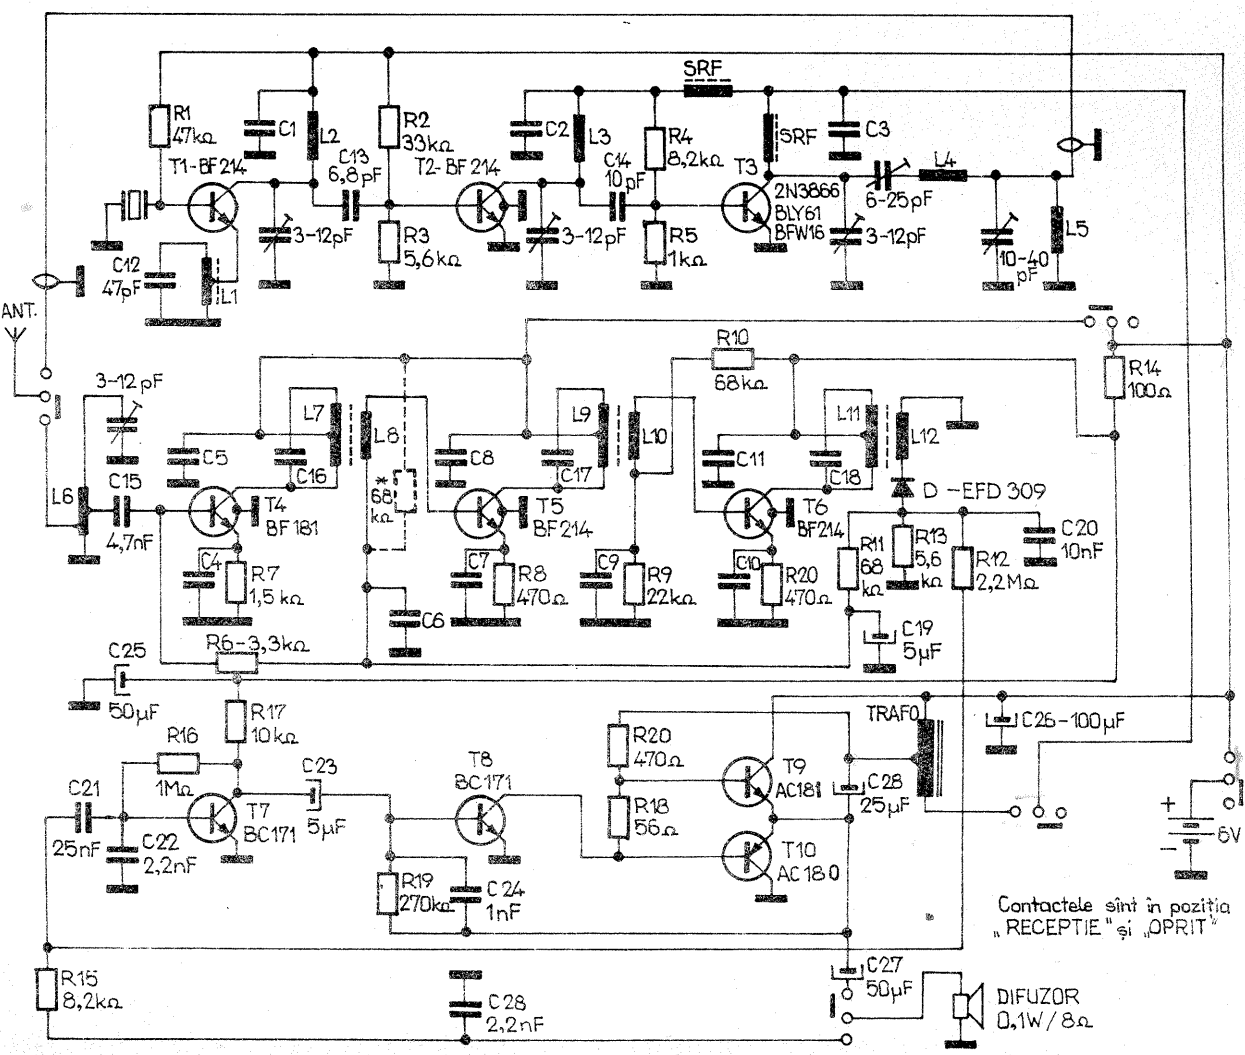 SRF
R1
47kΩ
C1
L2
R2
33kΩ
C2
L3
R4
8,2kΩ
SRF
C3
T1-BF214
C13
6,8pF
T2-BF214
C14
10pF
T3
2N3866
BLY61
BFW16
L4
6-25pF
3-12pF
R3
5,6kΩ
3-12pF
R5
1kΩ
3-12pF
10-40
pF
L5
C12
47pF
L1
ANT.
R10
68kΩ
R14
100Ω
3-12pF
L7
L8
L9
L10
L11
L12
C5
C16
C8
C17
C11
C18
L6
C15
4,7nF
T4
BF181
*
68
kΩ
T5
BF214
T6
BF214
D-EFD309
C4
R7
1,5kΩ
C7
R8
470Ω
C9
R9
22kΩ
C10
R20
470Ω
R11
68
kΩ
R13
5,6
kΩ
R12
2,2MΩ
C20
10nF
C6
C19
5µF
R6-3,3kΩ
C25
50µF
R17
10kΩ
TRAFO
C26-100µF
R16
1MΩ
C23
5µF
T8
BC171
R20
470Ω
T9
AC181
C28
25µF
C21
25nF
T7
BC171
R18
56Ω
+
-
6V
C22
2,2nF
T10
AC180
R19
270kΩ
C24
1nF
Contactele sînt în poziţia
„RECEPTIE" şi „OPRIT"
R15
8,2kΩ
C28
2,2nF
C27
50µF
DIFUZOR
0,1W/8Ω